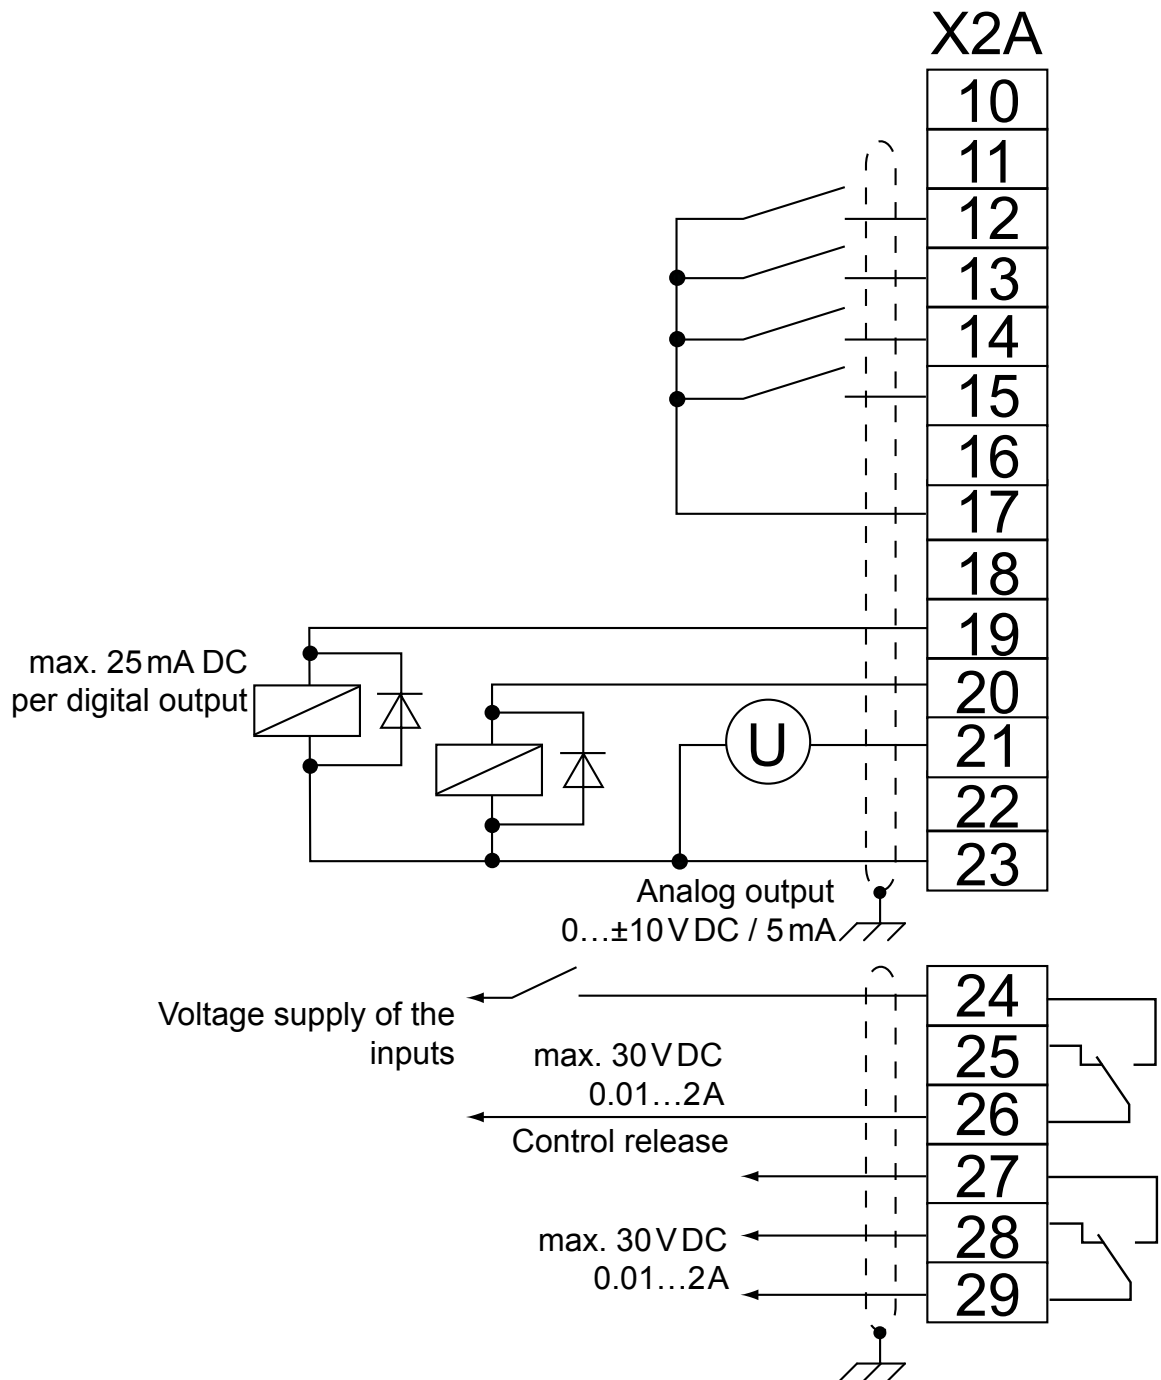 X2A
10
11
12
13
14
15
16
17
18
19
max. 25 mA DC
per digital output
20
U
21
22
23
Analog output
0…±10 V DC / 5 mA
24
Voltage supply of the
inputs
25
max. 30 V DC
0.01…2 A
26
Control release
27
28
max. 30 V DC
0.01…2 A
29